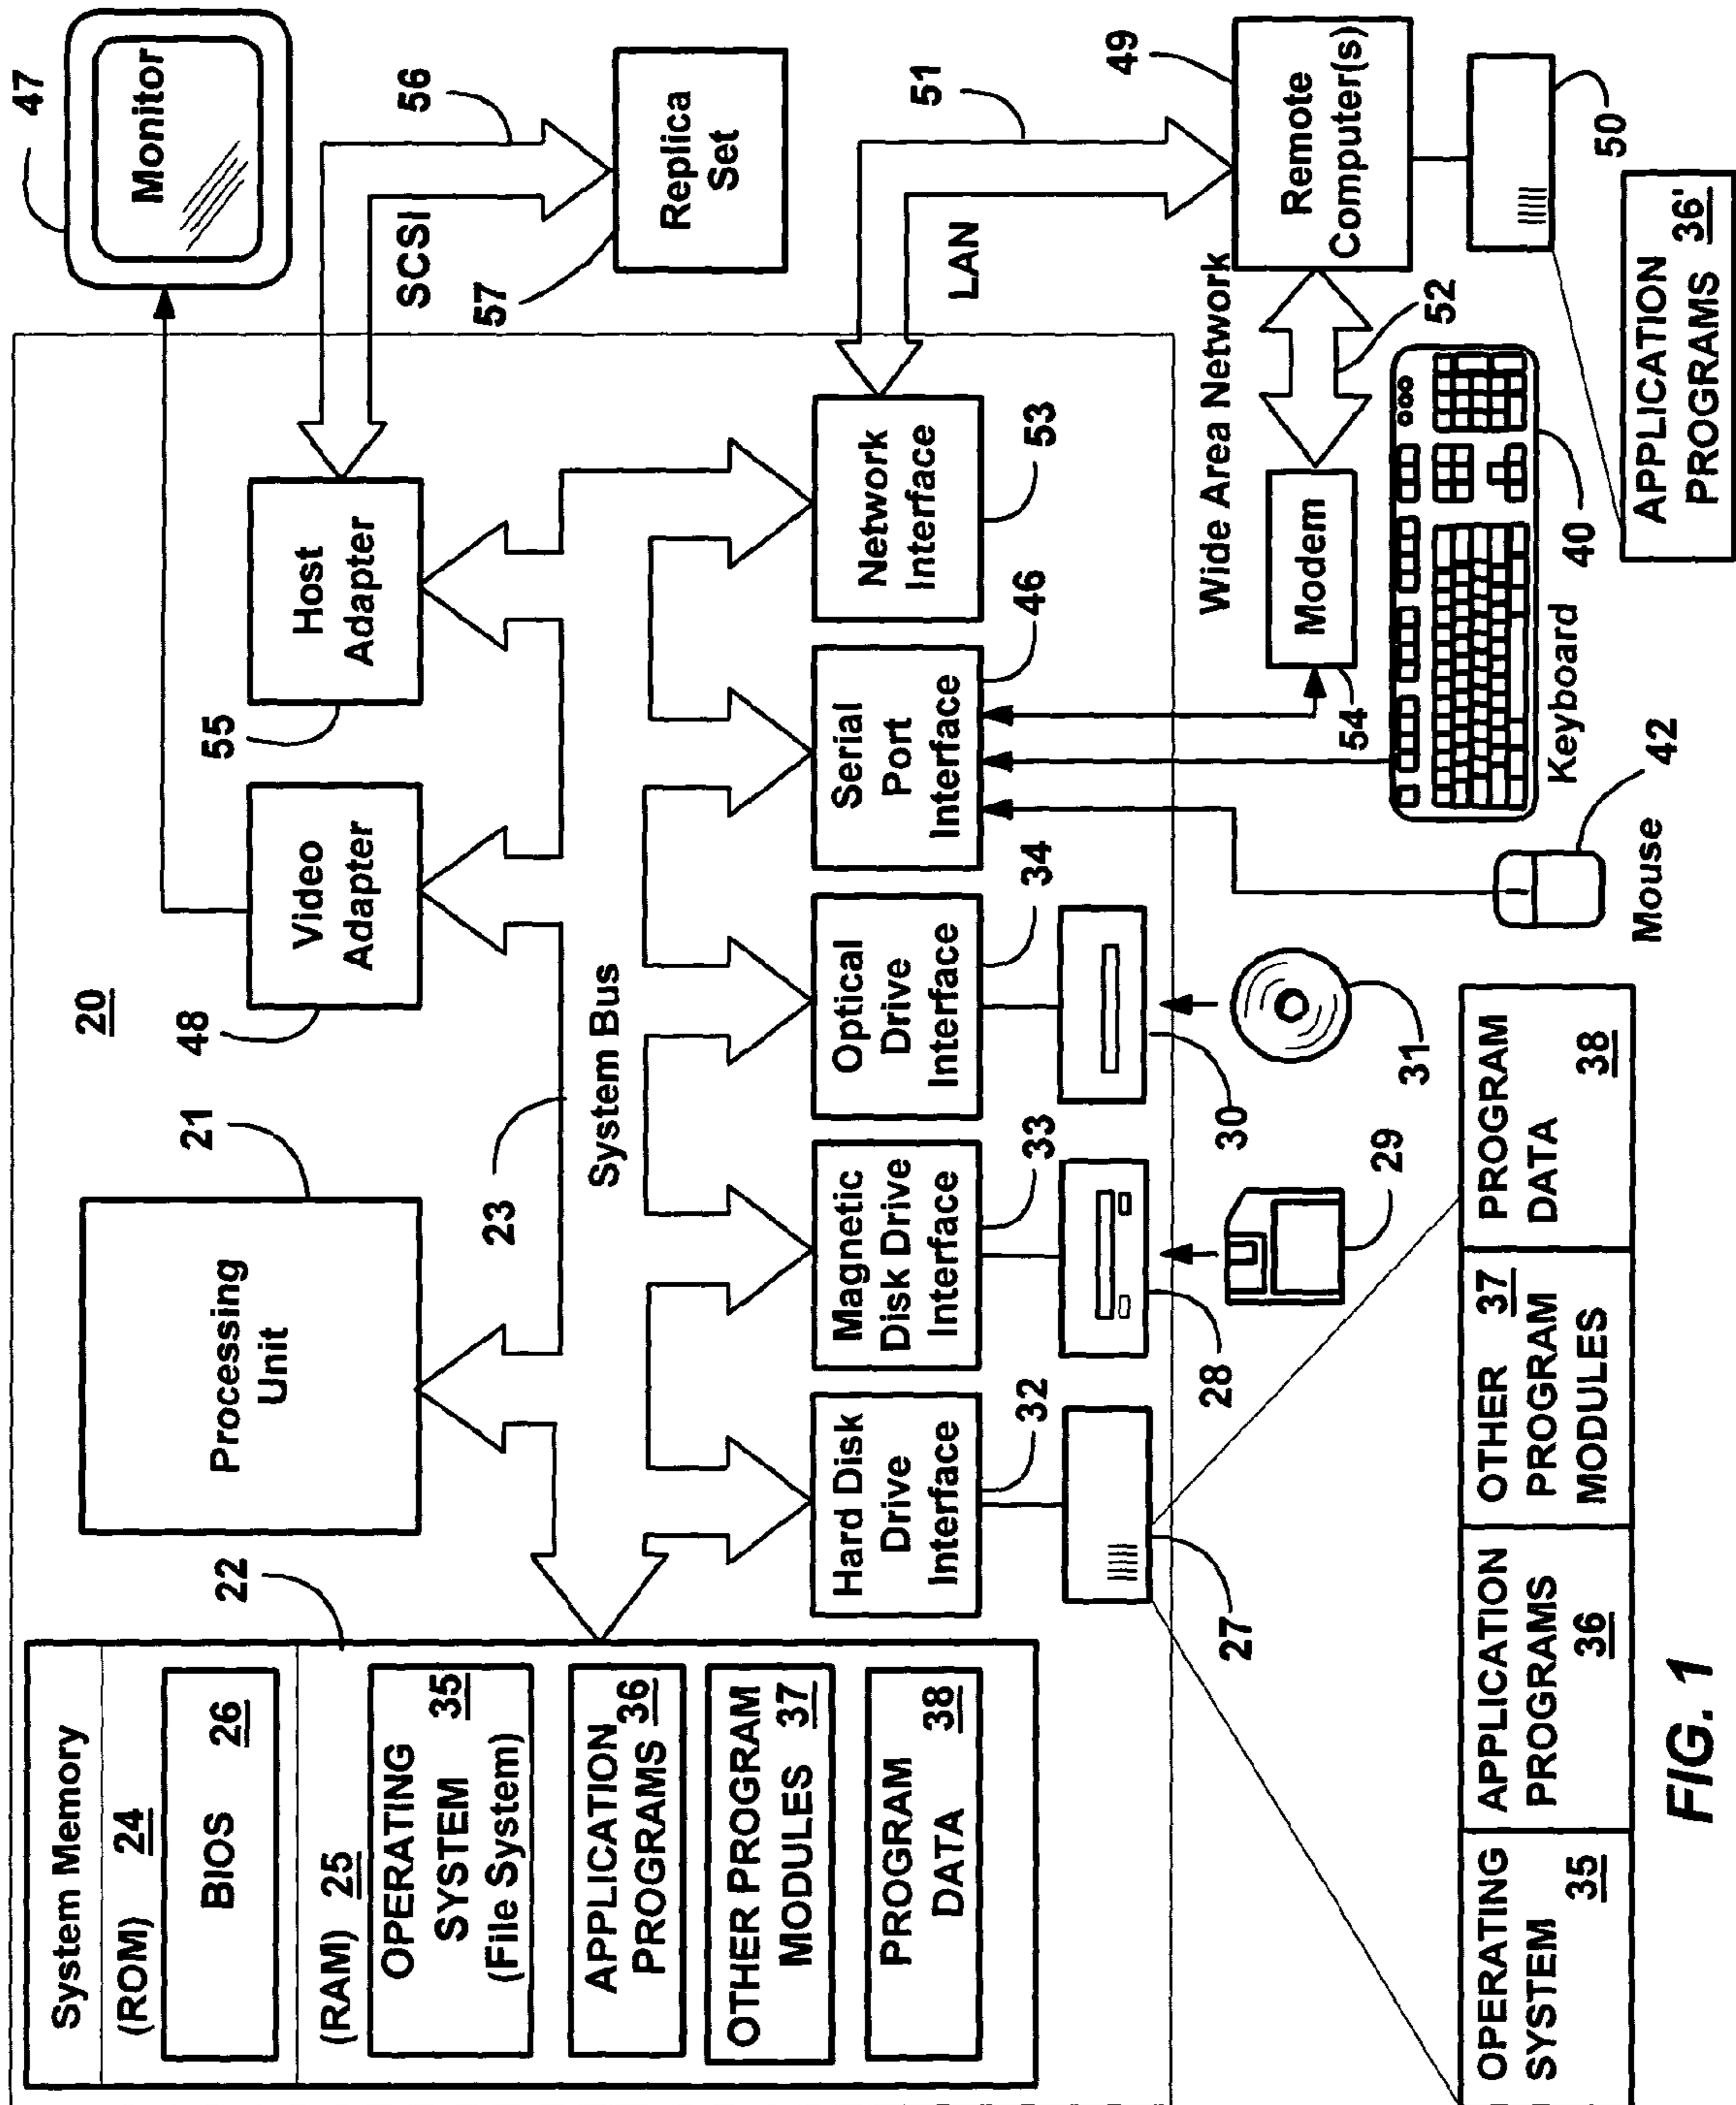 System Memory
(ROM) 24
BIOS 26
(RAM) 25
22
OPERATING
SYSTEM 35
(File System)
APPLICATION
PROGRAMS 36
OTHER PROGRAM
MODULES 37
PROGRAM
DATA 38
Processing
Unit
21
20
48
Video
Adapter
55
Host
Adapter
47
Monitor
SCSI
56
57
Replica
Set
23
System Bus
Hard Disk
Drive
Interface
32
Magnetic
Disk Drive
Interface
33
Optical
Drive
Interface
34
Serial
Port
Interface
46
Network
Interface
53
LAN
51
27
28
29
30
31
Wide Area Network
52
Modem
54
49
Remote
Computer(s)
50
Mouse
42
Keyboard
40
APPLICATION
PROGRAMS 36'
OPERATING
SYSTEM
35
APPLICATION
PROGRAMS
36
OTHER 37
PROGRAM
MODULES
PROGRAM
DATA
38
FIG. 1